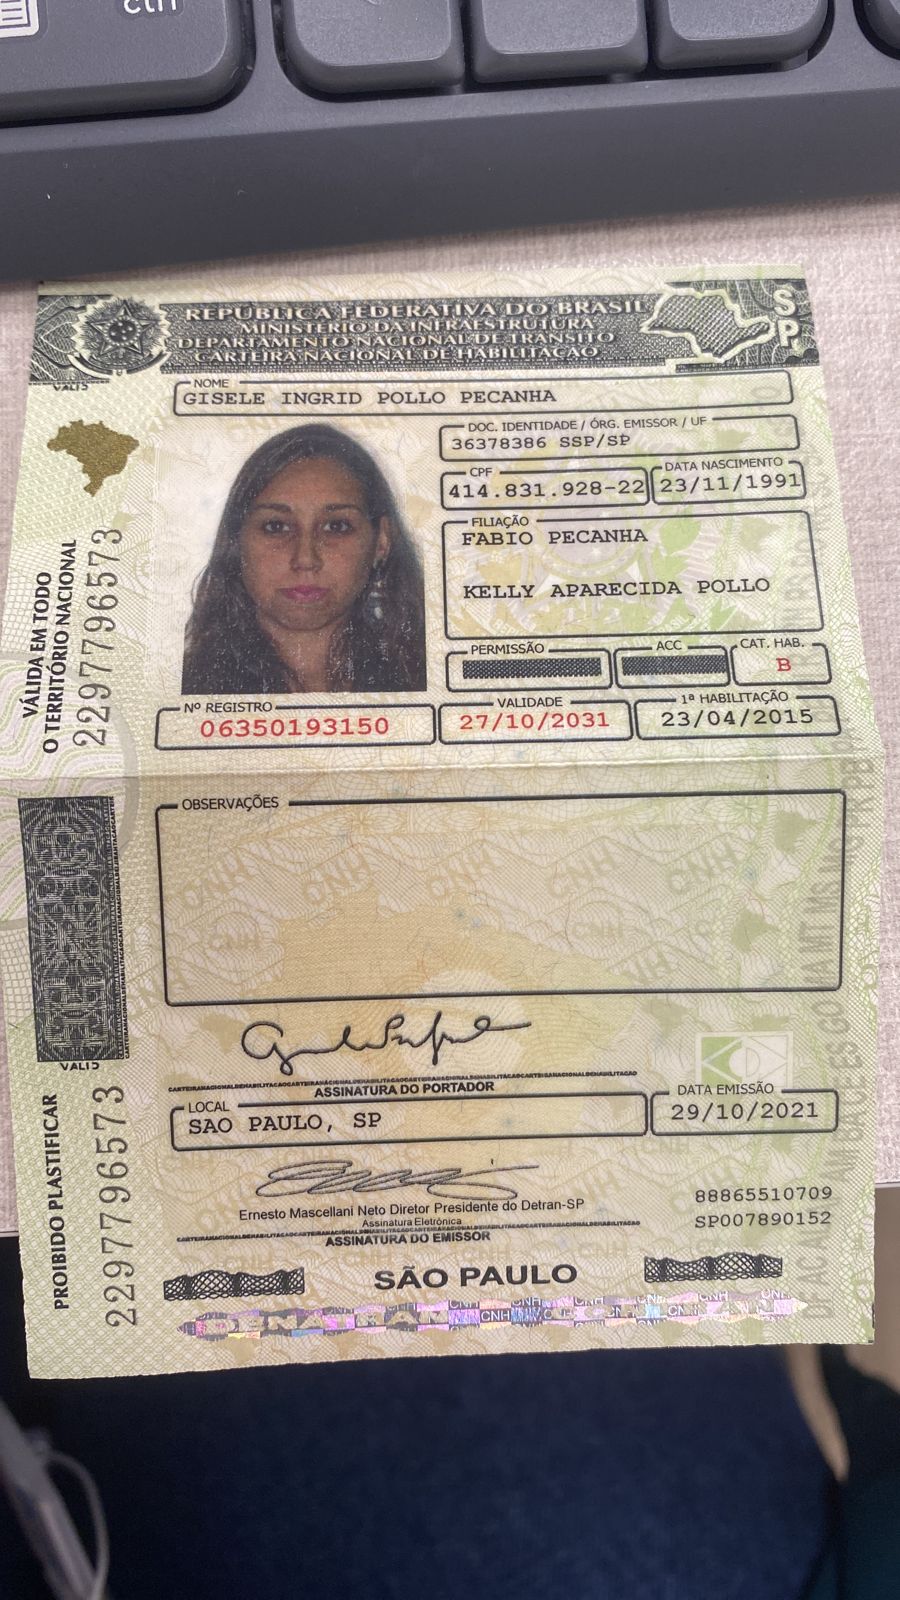 ctrl
REPÚBLICA FEDERATIVA DO BRASIL
MINISTÉRIO DA INFRAESTRUTURA
DEPARTAMENTO NACIONAL DE TRÂNSITO
CARTEIRA NACIONAL DE HABILITAÇÃO
SP
VÁLIDA EM TODO
O TERRITÓRIO NACIONAL
2297796573
NOME
GISELE INGRID POLLO PECANHA
DOC. IDENTIDADE / ÓRG. EMISSOR / UF
36378386 SSP/SP
CPF
414.831.928-22
DATA NASCIMENTO
23/11/1991
FILIAÇÃO
FABIO PECANHA
KELLY APARECIDA POLLO
PERMISSÃO
ACC
CAT. HAB.
B
Nº REGISTRO
06350193150
VALIDADE
27/10/2031
1ª HABILITAÇÃO
23/04/2015
OBSERVAÇÕES
PROIBIDO PLASTIFICAR
2297796573
ASSINATURA DO PORTADOR
LOCAL
SAO PAULO, SP
DATA EMISSÃO
29/10/2021
Ernesto Mascellani Neto Diretor Presidente do Detran-SP
Assinatura Eletrônica
ASSINATURA DO EMISSOR
88865510709
SP007890152
SÃO PAULO
DENATRAN